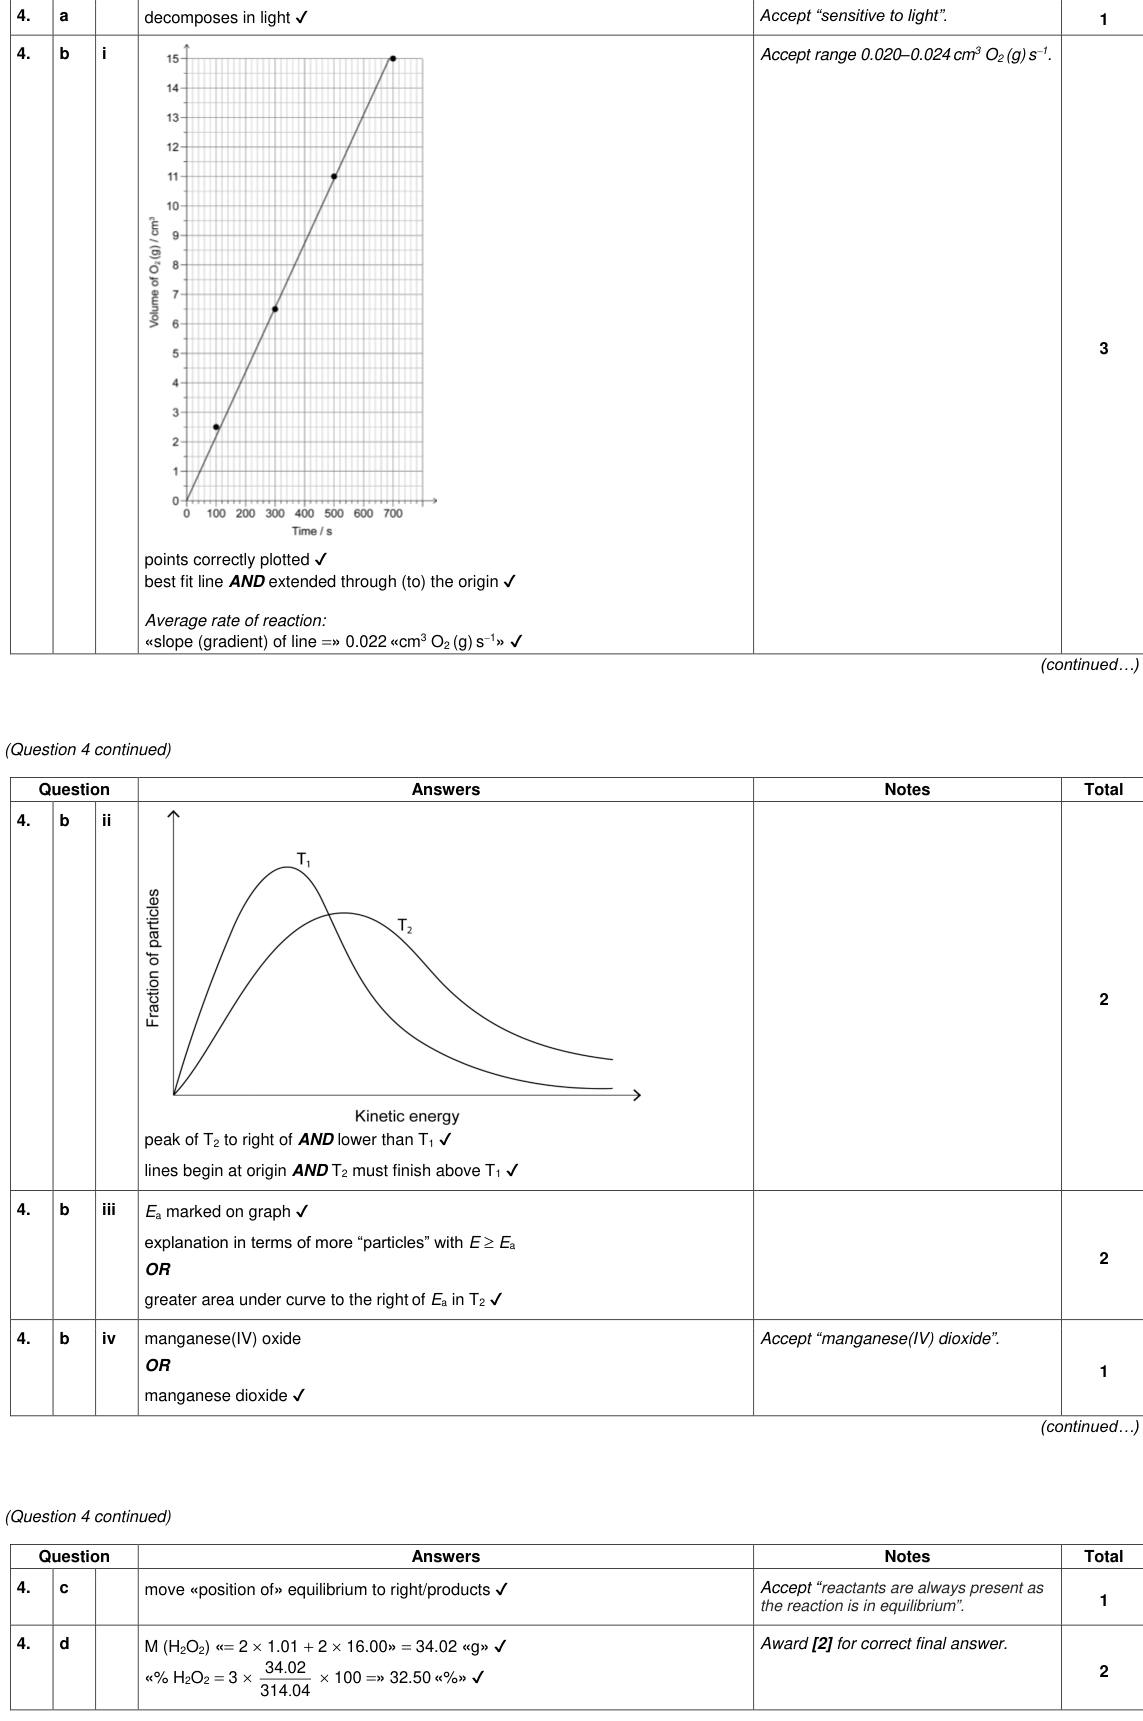 4. a decomposes in light ✓ Accept “sensitive to light”. 1
4. b i Accept range 0.020–0.024 cm³ O₂ (g) s⁻¹. 3
15
14
13
12
11
10
9
8
7
6
5
4
3
2
1
0
Volume of O₂(g) / cm³
0 100 200 300 400 500 600 700
Time / s
points correctly plotted ✓
best fit line AND extended through (to) the origin ✓
Average rate of reaction:
«slope (gradient) of line =» 0.022 «cm³ O₂ (g) s⁻¹» ✓
(continued…)
(Question 4 continued)
Question Answers Notes Total
4. b ii 2
T₁
T₂
Fraction of particles
Kinetic energy
peak of T₂ to right of AND lower than T₁ ✓
lines begin at origin AND T₂ must finish above T₁ ✓
4. b iii Eₐ marked on graph ✓ 2
explanation in terms of more “particles” with E ≥ Eₐ
OR
greater area under curve to the right of Eₐ in T₂ ✓
4. b iv manganese(IV) oxide Accept “manganese(IV) dioxide”. 1
OR
manganese dioxide ✓
(continued…)
(Question 4 continued)
Question Answers Notes Total
4. c move «position of» equilibrium to right/products ✓ Accept “reactants are always present as
the reaction is in equilibrium”. 1
4. d M (H₂O₂) «= 2 × 1.01 + 2 × 16.00» = 34.02 «g» ✓ Award [2] for correct final answer. 2
«% H₂O₂ = 3 × 34.02/314.04 × 100 =» 32.50 «%» ✓